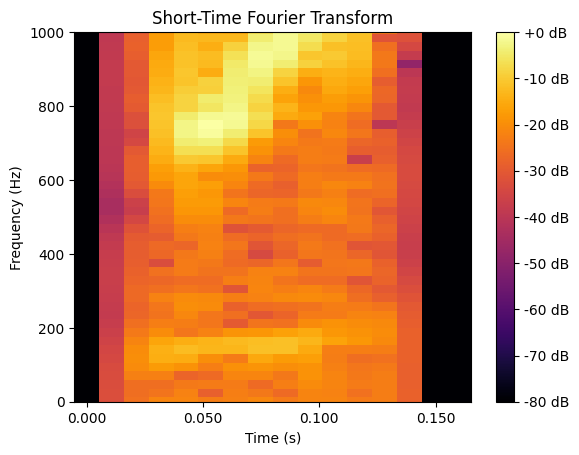 Short-Time Fourier Transform
1000
800
600
400
200
0
Frequency (Hz)
0.000
0.050
0.100
0.150
Time (s)
+0 dB
-10 dB
-20 dB
-30 dB
-40 dB
-50 dB
-60 dB
-70 dB
-80 dB